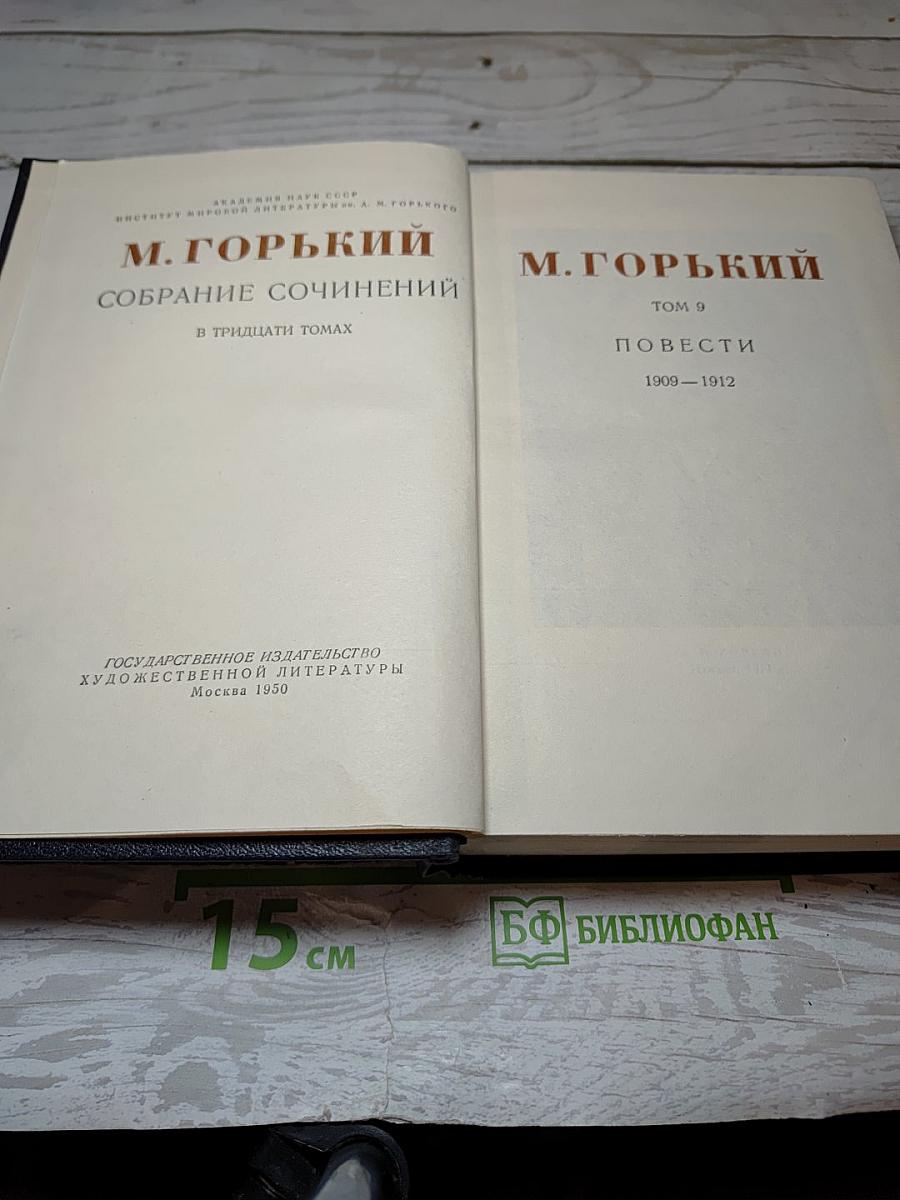 АКАДЕМИЯ НАУК СССР
ИНСТИТУТ МИРОВОЙ ЛИТЕРАТУРЫ им. А. М. ГОРЬКОГО
М. ГОРЬКИЙ
СОБРАНИЕ СОЧИНЕНИЙ
В ТРИДЦАТИ ТОМАХ
ГОСУДАРСТВЕННОЕ ИЗДАТЕЛЬСТВО
ХУДОЖЕСТВЕННОЙ ЛИТЕРАТУРЫ
Москва 1950
М. ГОРЬКИЙ
ТОМ 9
ПОВЕСТИ
1909—1912
15 см
БФ БИБЛИОФАН